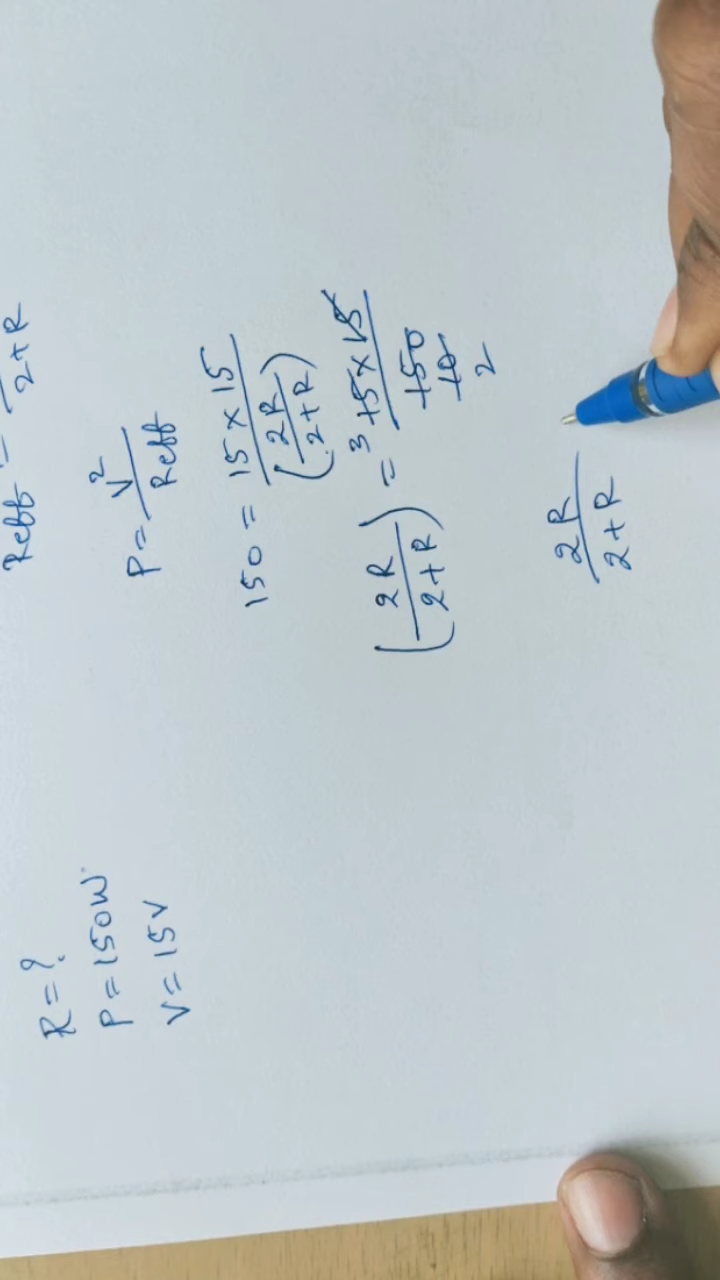 Reff = 2+R
R = ?
P = 150W
V = 15V
P = V²/Reff
150 = 15 × 15/(2R/2+R)
(2R/2+R) = 3 15 × 15/150 10 2
2R/2+R